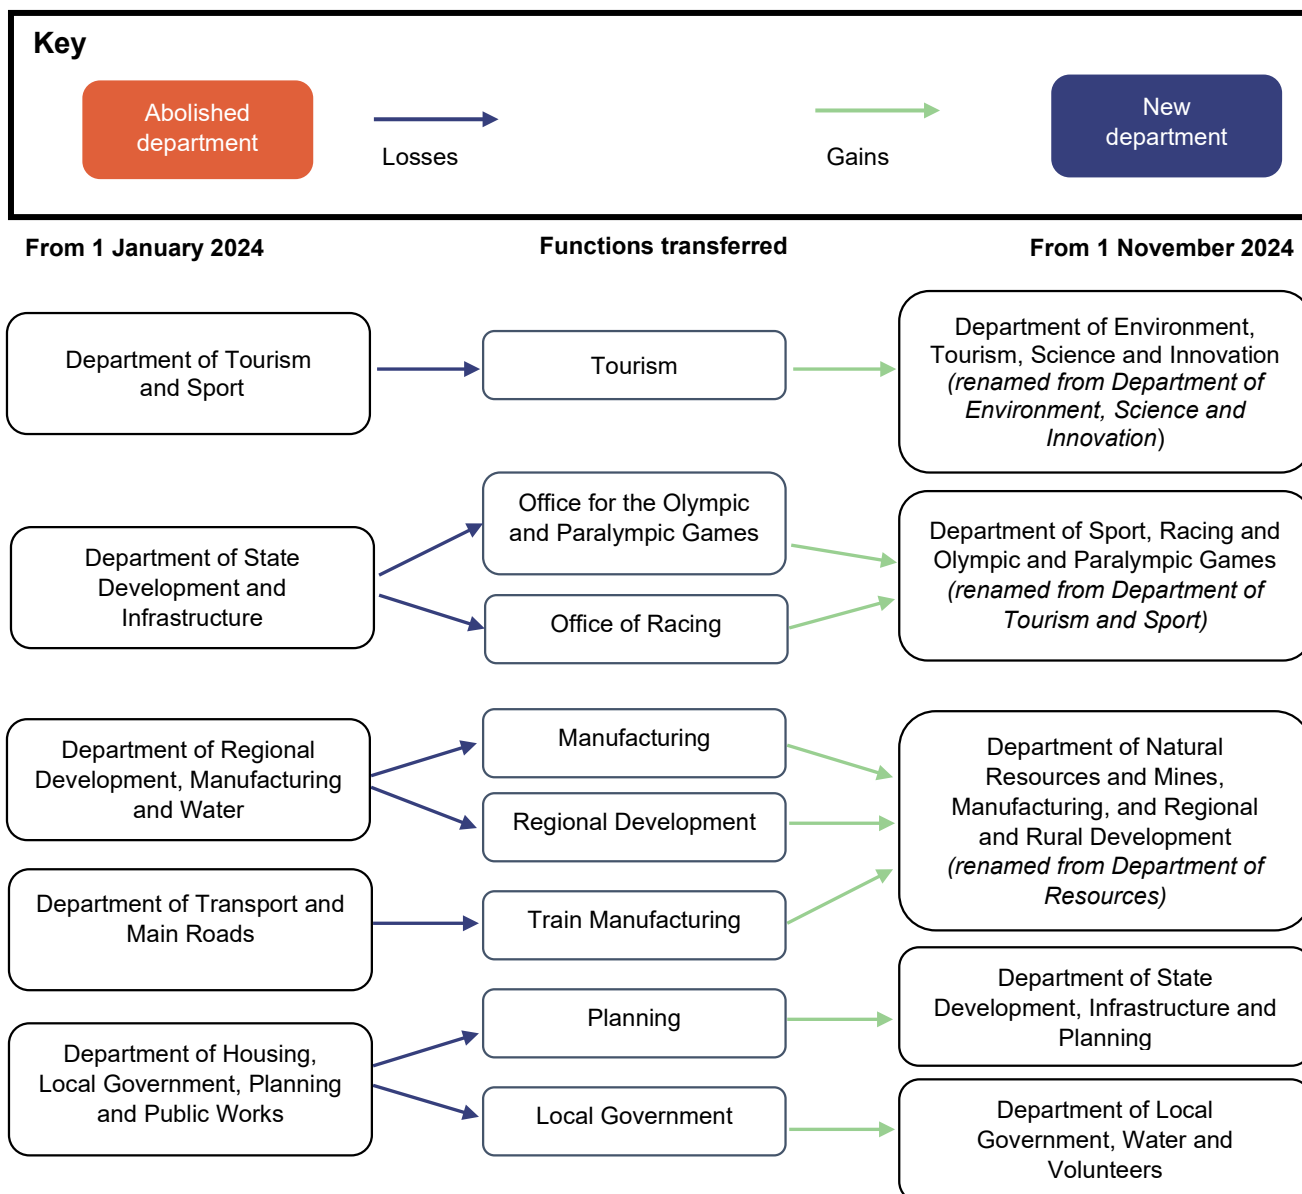 Key
Abolished
department
Losses
Gains
New
department
From 1 January 2024
Functions transferred
From 1 November 2024
Department of Tourism
and Sport
Tourism
Department of Environment,
Tourism, Science and Innovation
(renamed from Department of
Environment, Science and
Innovation)
Department of State
Development and
Infrastructure
Office for the Olympic
and Paralympic Games
Office of Racing
Department of Sport, Racing and
Olympic and Paralympic Games
(renamed from Department of
Tourism and Sport)
Department of Regional
Development, Manufacturing
and Water
Manufacturing
Regional Development
Department of Natural
Resources and Mines,
Manufacturing, and Regional
and Rural Development
(renamed from Department of
Resources)
Department of Transport and
Main Roads
Train Manufacturing
Department of Housing,
Local Government, Planning
and Public Works
Planning
Local Government
Department of State
Development, Infrastructure and
Planning
Department of Local
Government, Water and
Volunteers